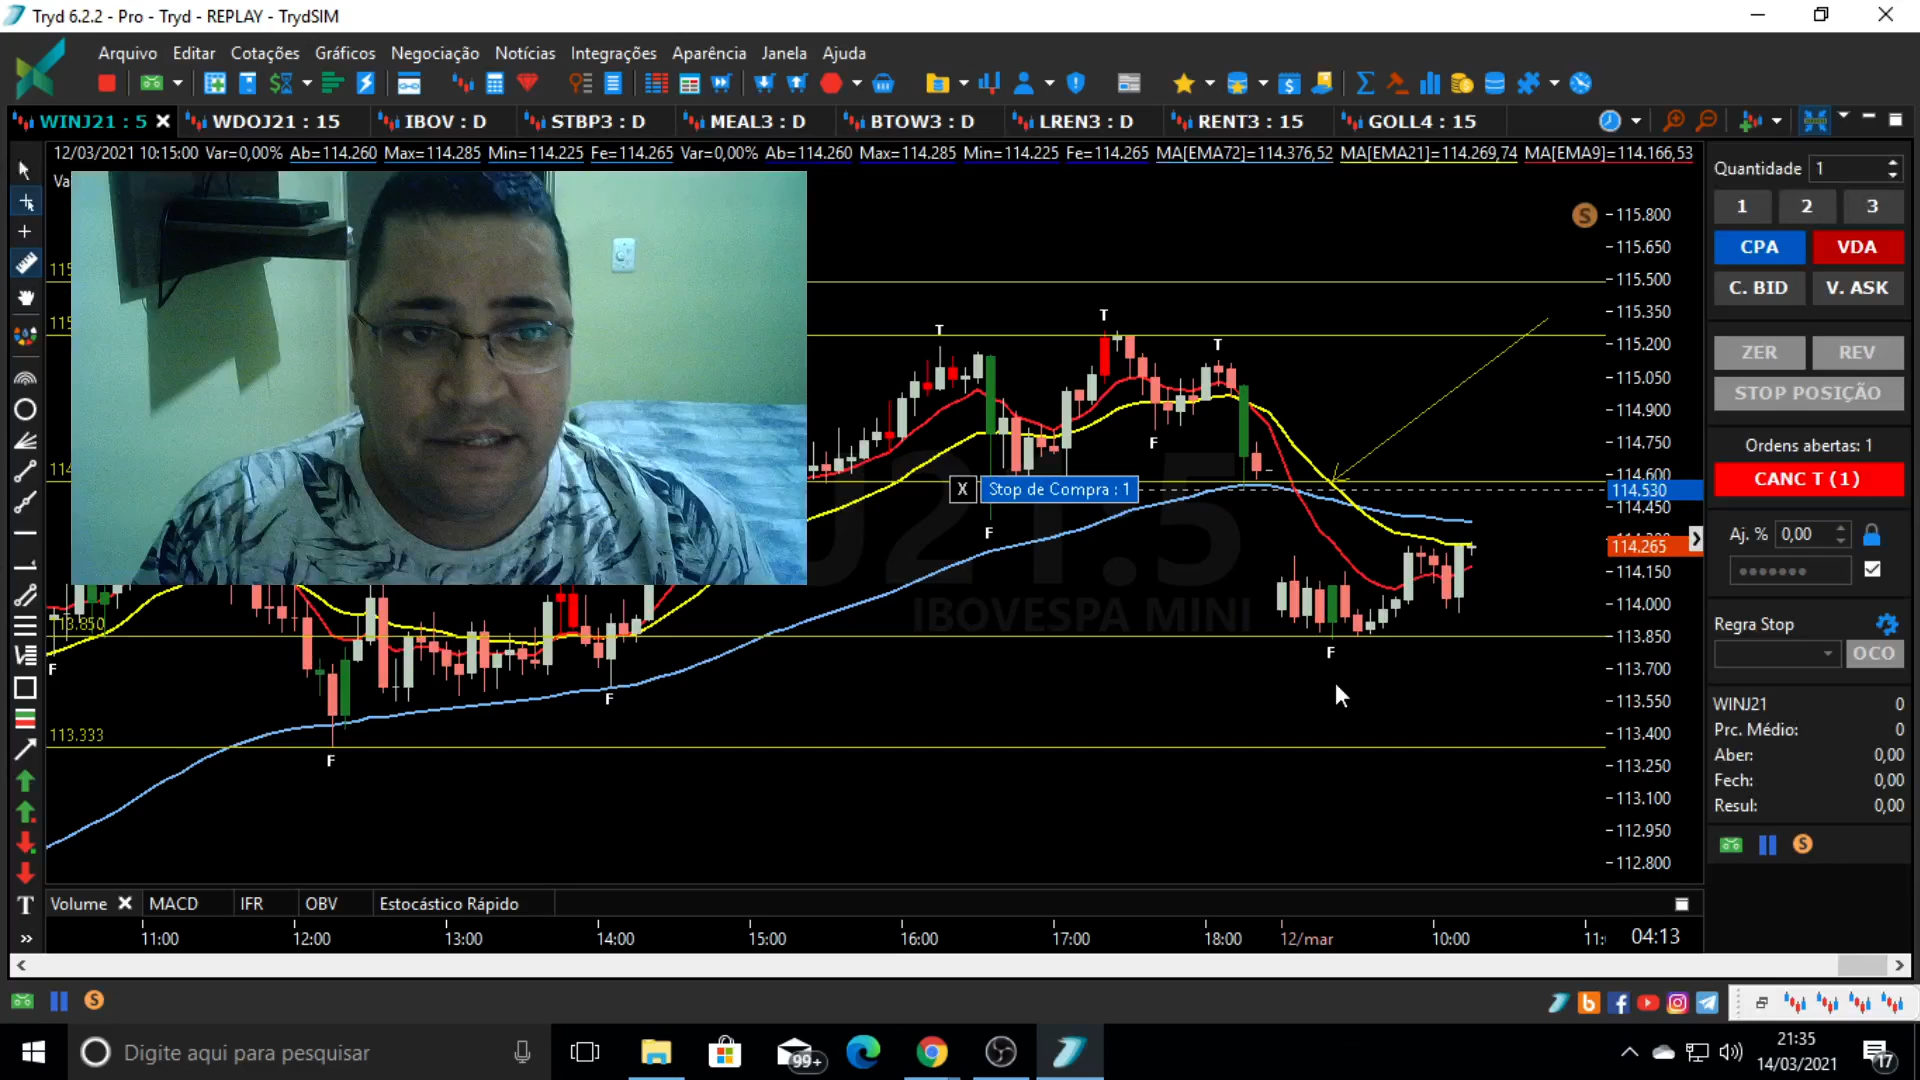 Tryd 6.2.2 - Pro - Tryd - REPLAY - TrydSIM
Arquivo Editar Cotações Gráficos Negociação Notícias Integrações Aparência Janela Ajuda
WINJ21 : 5 WDOJ21 : 15 IBOV : D STBP3 : D MEAL3 : D BTOW3 : D LREN3 : D RENT3 : 15 GOLL4 : 15
12/03/2021 10:15:00 Var=0,00% Ab=114.260 Max=114.285 Min=114.225 Fe=114.265 Var=0,00% Ab=114.260 Max=114.285 Min=114.225 Fe=114.265 MA[EMA72]=114.376,52 MA[EMA21]=114.269,74 MA[EMA9]=114.166,53
Quantidade 1
1 2 3
CPA VDA
C. BID V. ASK
ZER REV
STOP POSIÇÃO
Ordens abertas: 1
CANC T (1)
Aj. % 0,00
Regra Stop
OCO
WINJ21 0
Prc. Médio: 0
Aber: 0,00
Fech: 0,00
Resul: 0,00
S
115.800
115.650
115.500
115.350
115.200
115.050
114.900
114.750
114.600
114.530
114.450
114.265
114.150
114.000
113.850
113.700
113.550
113.400
113.250
113.100
112.950
112.800
T
T
T
F
X Stop de Compra : 1
F
IBOVESPA MINI
F
F
F
F
113.333
Volume MACD IFR OBV Estocástico Rápido
11:00 12:00 13:00 14:00 15:00 16:00 17:00 18:00 12/mar 10:00 04:13
Digite aqui para pesquisar
99+
21:35
14/03/2021
17